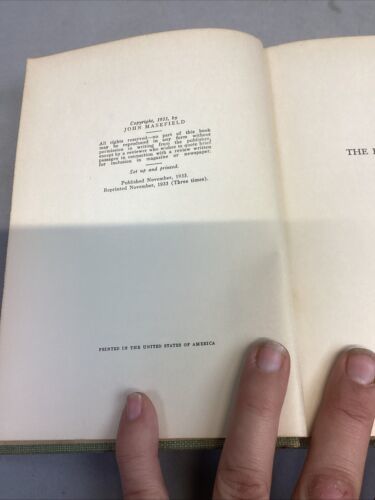 Copyright, 1933, by
JOHN MASEFIELD
All rights reserved—no part of this book
may be reproduced in any form without
permission in writing from the publisher,
except by a reviewer who wishes to quote brief
passages in connection with a review written
for inclusion in magazine or newspaper.
Set up and printed.
Published November, 1933.
Reprinted November, 1933 (Three times).
THE
PRINTED IN THE UNITED STATES OF AMERICA